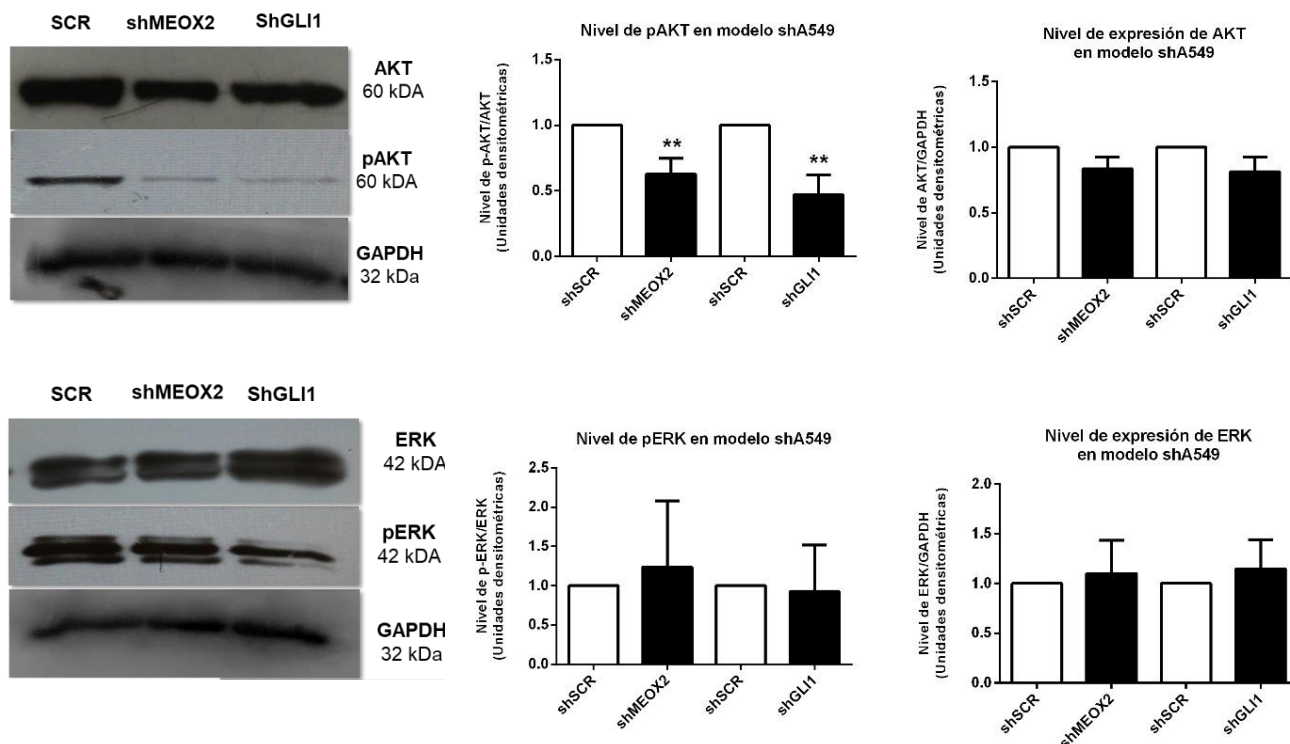 SCR shMEOX2 ShGLI1
AKT
60 kDA
pAKT
60 kDA
GAPDH
32 kDa
Nivel de pAKT en modelo shA549
Nivel de p-AKT/AKT
(Unidades densitométricas)
1.5
1.0
0.5
0.0
**
**
shSCR
shMEOX2
shSCR
shGLI1
Nivel de expresión de AKT
en modelo shA549
Nivel de AKT/GAPDH
(Unidades densitométricas)
1.5
1.0
0.5
0.0
shSCR
shMEOX2
shSCR
shGLI1
SCR shMEOX2 ShGLI1
ERK
42 kDA
pERK
42 kDA
GAPDH
32 kDa
Nivel de pERK en modelo shA549
Nivel de p-ERK/ERK
(Unidades densitométricas)
2.5
2.0
1.5
1.0
0.5
0.0
shSCR
shMEOX2
shSCR
shGLI1
Nivel de expresión de ERK
en modelo shA549
Nivel de ERK/GAPDH
(Unidades densitométricas)
2.0
1.5
1.0
0.5
0.0
shSCR
shMEOX2
shSCR
shGLI1